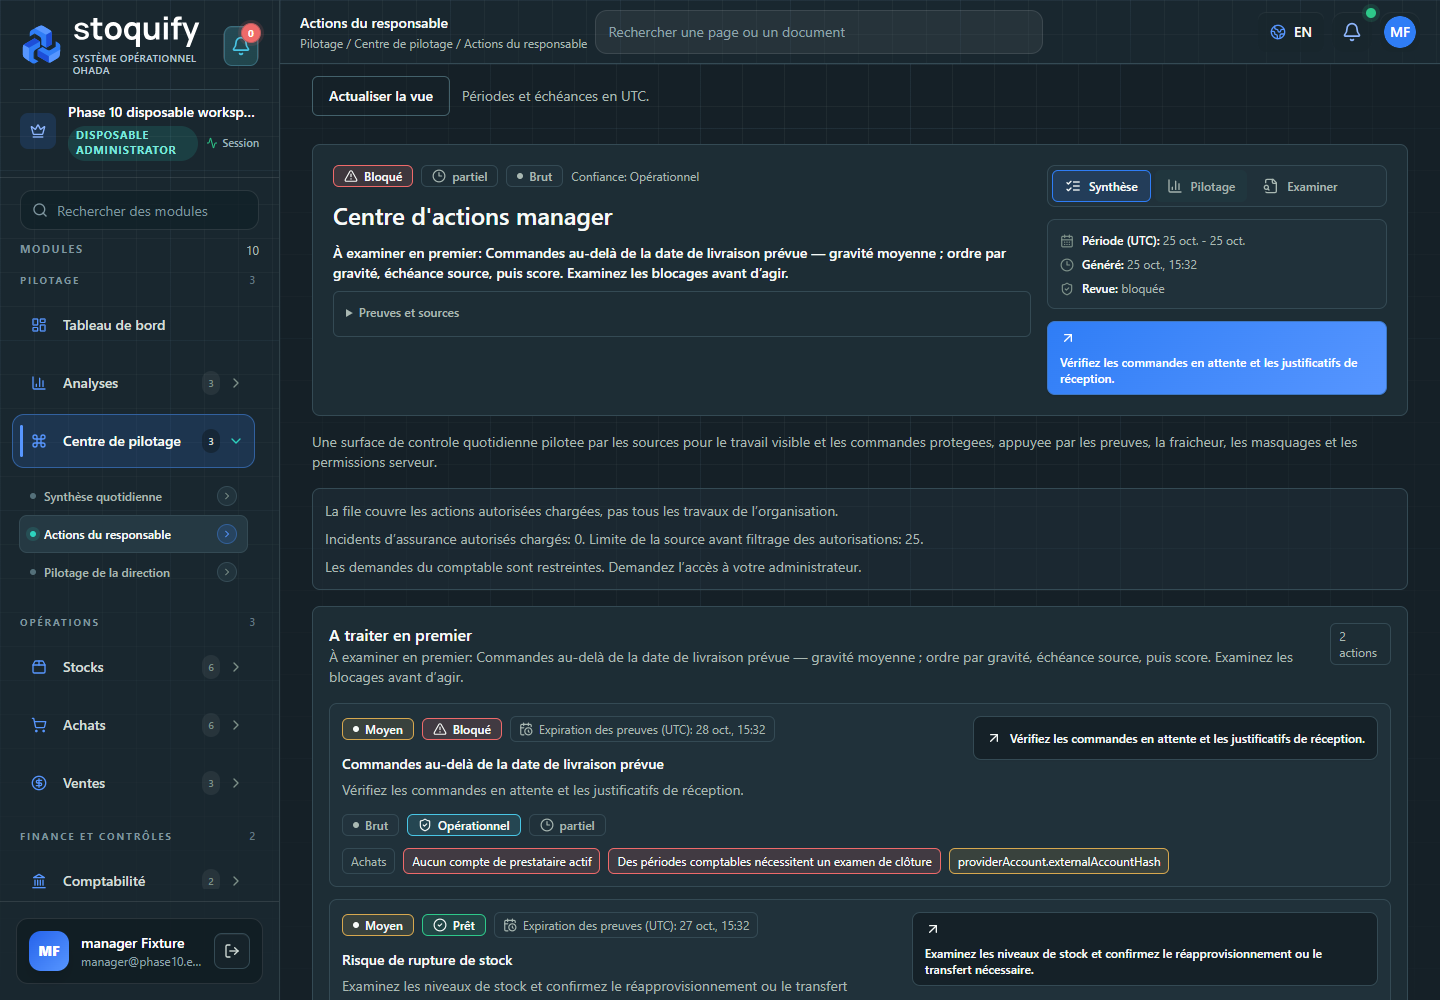 stoquify
SYSTÈME OPÉRATIONNEL
OHADA
0
Phase 10 disposable worksp...
DISPOSABLE
ADMINISTRATOR
Session
Rechercher des modules
MODULES
10
PILOTAGE
3
Tableau de bord
Analyses
3
Centre de pilotage
3
Synthèse quotidienne
Actions du responsable
Pilotage de la direction
OPÉRATIONS
3
Stocks
6
Achats
6
Ventes
3
FINANCE ET CONTRÔLES
2
Comptabilité
2
MF
manager Fixture
manager@phase10.e...
Actions du responsable
Pilotage / Centre de pilotage / Actions du responsable
Rechercher une page ou un document
EN
MF
Actualiser la vue
Périodes et échéances en UTC.
Bloqué
partiel
Brut
Confiance: Opérationnel
Centre d'actions manager
À examiner en premier: Commandes au-delà de la date de livraison prévue — gravité moyenne ; ordre par
gravité, échéance source, puis score. Examinez les blocages avant d’agir.
Preuves et sources
Synthèse
Pilotage
Examiner
Période (UTC): 25 oct. - 25 oct.
Généré: 25 oct., 15:32
Revue: bloquée
Vérifiez les commandes en attente et les justificatifs de
réception.
Une surface de controle quotidienne pilotee par les sources pour le travail visible et les commandes protegees, appuyee par les preuves, la fraicheur, les masquages et les
permissions serveur.
La file couvre les actions autorisées chargées, pas tous les travaux de l’organisation.
Incidents d’assurance autorisés chargés: 0. Limite de la source avant filtrage des autorisations: 25.
Les demandes du comptable sont restreintes. Demandez l’accès à votre administrateur.
A traiter en premier
À examiner en premier: Commandes au-delà de la date de livraison prévue — gravité moyenne ; ordre par gravité, échéance source, puis score. Examinez les
blocages avant d’agir.
2
actions
Moyen
Bloqué
Expiration des preuves (UTC): 28 oct., 15:32
Vérifiez les commandes en attente et les justificatifs de réception.
Commandes au-delà de la date de livraison prévue
Vérifiez les commandes en attente et les justificatifs de réception.
Brut
Opérationnel
partiel
Achats
Aucun compte de prestataire actif
Des périodes comptables nécessitent un examen de clôture
providerAccount.externalAccountHash
Moyen
Prêt
Expiration des preuves (UTC): 27 oct., 15:32
Examinez les niveaux de stock et confirmez le réapprovisionnement ou le
transfert nécessaire.
Risque de rupture de stock
Examinez les niveaux de stock et confirmez le réapprovisionnement ou le transfert